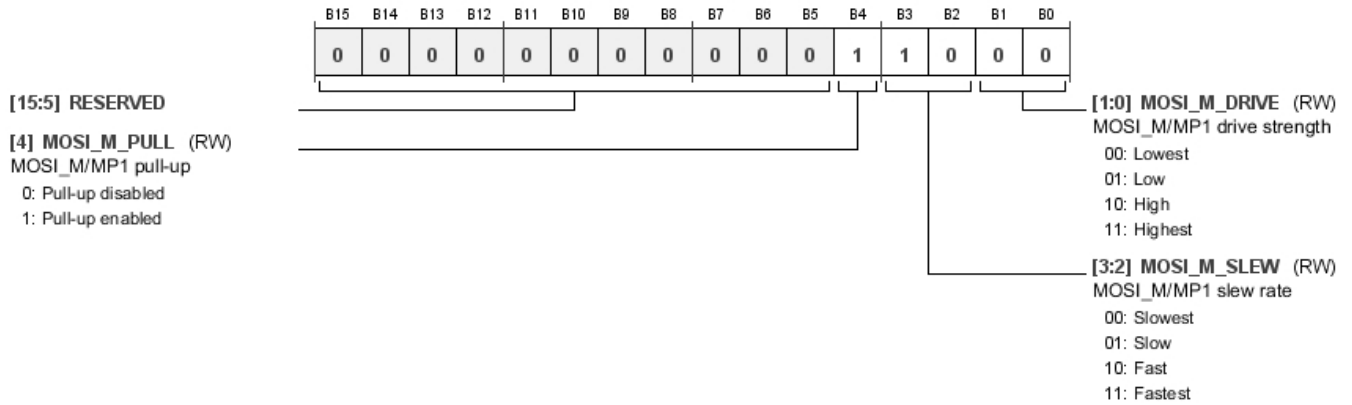 B15 B14 B13 B12 B11 B10 B9 B8 B7 B6 B5 B4 B3 B2 B1 B0
0 0 0 0 0 0 0 0 0 0 0 1 1 0 0 0
[15:5] RESERVED
[4] MOSI_M_PULL (RW)
MOSI_M/MP1 pull-up
0: Pull-up disabled
1: Pull-up enabled
[1:0] MOSI_M_DRIVE (RW)
MOSI_M/MP1 drive strength
00: Lowest
01: Low
10: High
11: Highest
[3:2] MOSI_M_SLEW (RW)
MOSI_M/MP1 slew rate
00: Slowest
01: Slow
10: Fast
11: Fastest